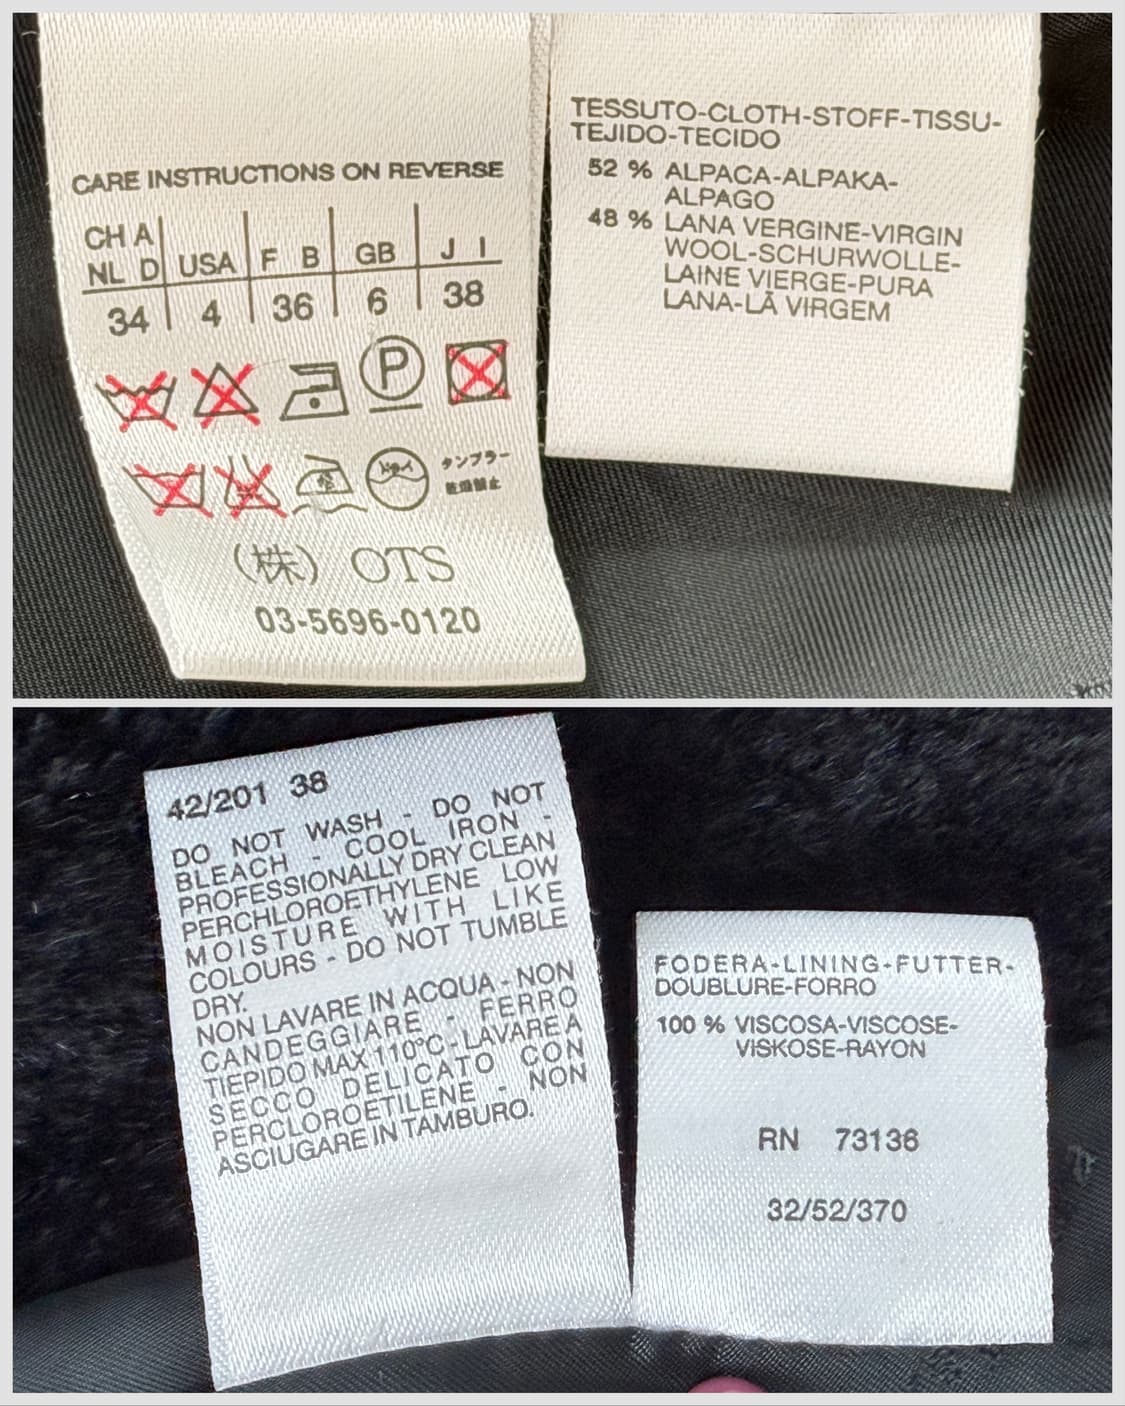 CARE INSTRUCTIONS ON REVERSE
CH A
NL D USA F B GB J I
34 4 36 6 38
P
タンブラー
乾燥禁止
(株) OTS
03-5696-0120
TESSUTO-CLOTH-STOFF-TISSU-
TEJIDO-TECIDO
52 % ALPACA-ALPAKA-
ALPAGO
48 % LANA VERGINE-VIRGIN
WOOL-SCHURWOLLE-
LAINE VIERGE-PURA
LANA-LÃ VIRGEM
42/201 38
DO NOT WASH - DO NOT
BLEACH - COOL IRON -
PROFESSIONALLY DRY CLEAN
PERCHLOROETHYLENE LOW
MOISTURE WITH LIKE
COLOURS - DO NOT TUMBLE
DRY.
NON LAVARE IN ACQUA - NON
CANDEGGIARE - FERRO
TIEPIDO MAX 110°C - LAVARE A
SECCO DELICATO CON
PERCLOROETILENE - NON
ASCIUGARE IN TAMBURO.
FODERA-LINING-FUTTER-
DOUBLURE-FORRO
100 % VISCOSA-VISCOSE-
VISKOSE-RAYON
RN 73136
32/52/370